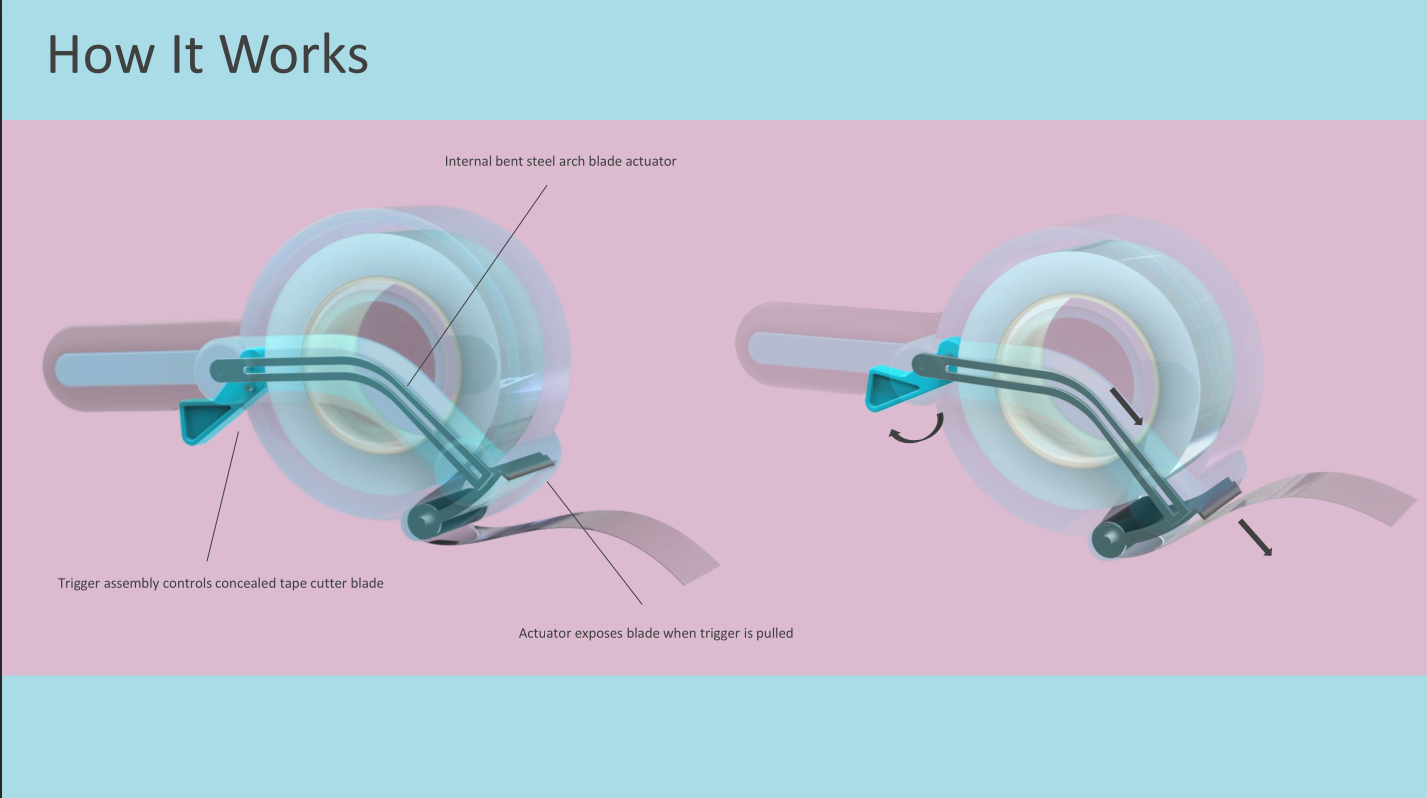 How It Works
Internal bent steel arch blade actuator
Trigger assembly controls concealed tape cutter blade
Actuator exposes blade when trigger is pulled